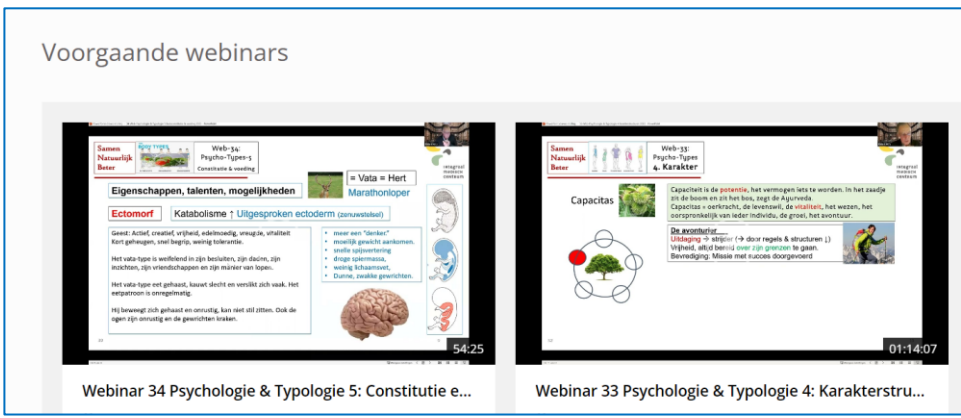 Voorgaande webinars
Samen
Natuurlijk
Beter
Web-34:
Psycho-Types-5
Constitutie & voeding
integraal
medisch
centrum
Eigenschappen, talenten, mogelijkheden
= Vata = Hert
Marathonloper
Ectomorf
Katabolisme ↑ Uitgesproken ectoderm (zenuwstelsel)
Geest: Actief, creatief, vrijheid, edelmoedig, vreugde, vitaliteit
Kort geheugen, snel begrip, weinig tolerantie.
Het vata-type is weifelend in zijn besluiten, zijn daden, zijn
inzichten, zijn vriendschappen en zijn manier van lopen.
Het vata-type eet gehaast, kauwt slecht en verslikt zich vaak. Het
eetpatroon is onregelmatig.
Hij beweegt zich gehaast en onrustig, kan niet stil zitten. Ook de
ogen zijn onrustig en de gewrichten kraken.
• meer een "denker."
• moeilijk gewicht aankomen.
• snelle spijsvertering
• droge spiermassa,
• weinig lichaamsvet,
• Dunne, zwakke gewrichten.
54:25
Webinar 34 Psychologie & Typologie 5: Constitutie e...
Samen
Natuurlijk
Beter
Web-33:
Psycho-Types
4. Karakter
integraal
medisch
centrum
Capacitas
Capaciteit is de potentie, het vermogen iets te worden. In het zaadje
zit de boom en zit het bos, zegt de Ayurveda.
Capacitas = oerkracht, de levenswil, de vitaliteit, het wezen, het
oorspronkelijk van ieder individu, de groei, het avontuur.
De avonturier
Uitdaging → strijder (→ door regels & structuren ↓)
Vrijheid, altijd bereid over zijn grenzen te gaan.
Bevrediging: Missie met succes doorgevoerd
01:14:07
Webinar 33 Psychologie & Typologie 4: Karakterstru...